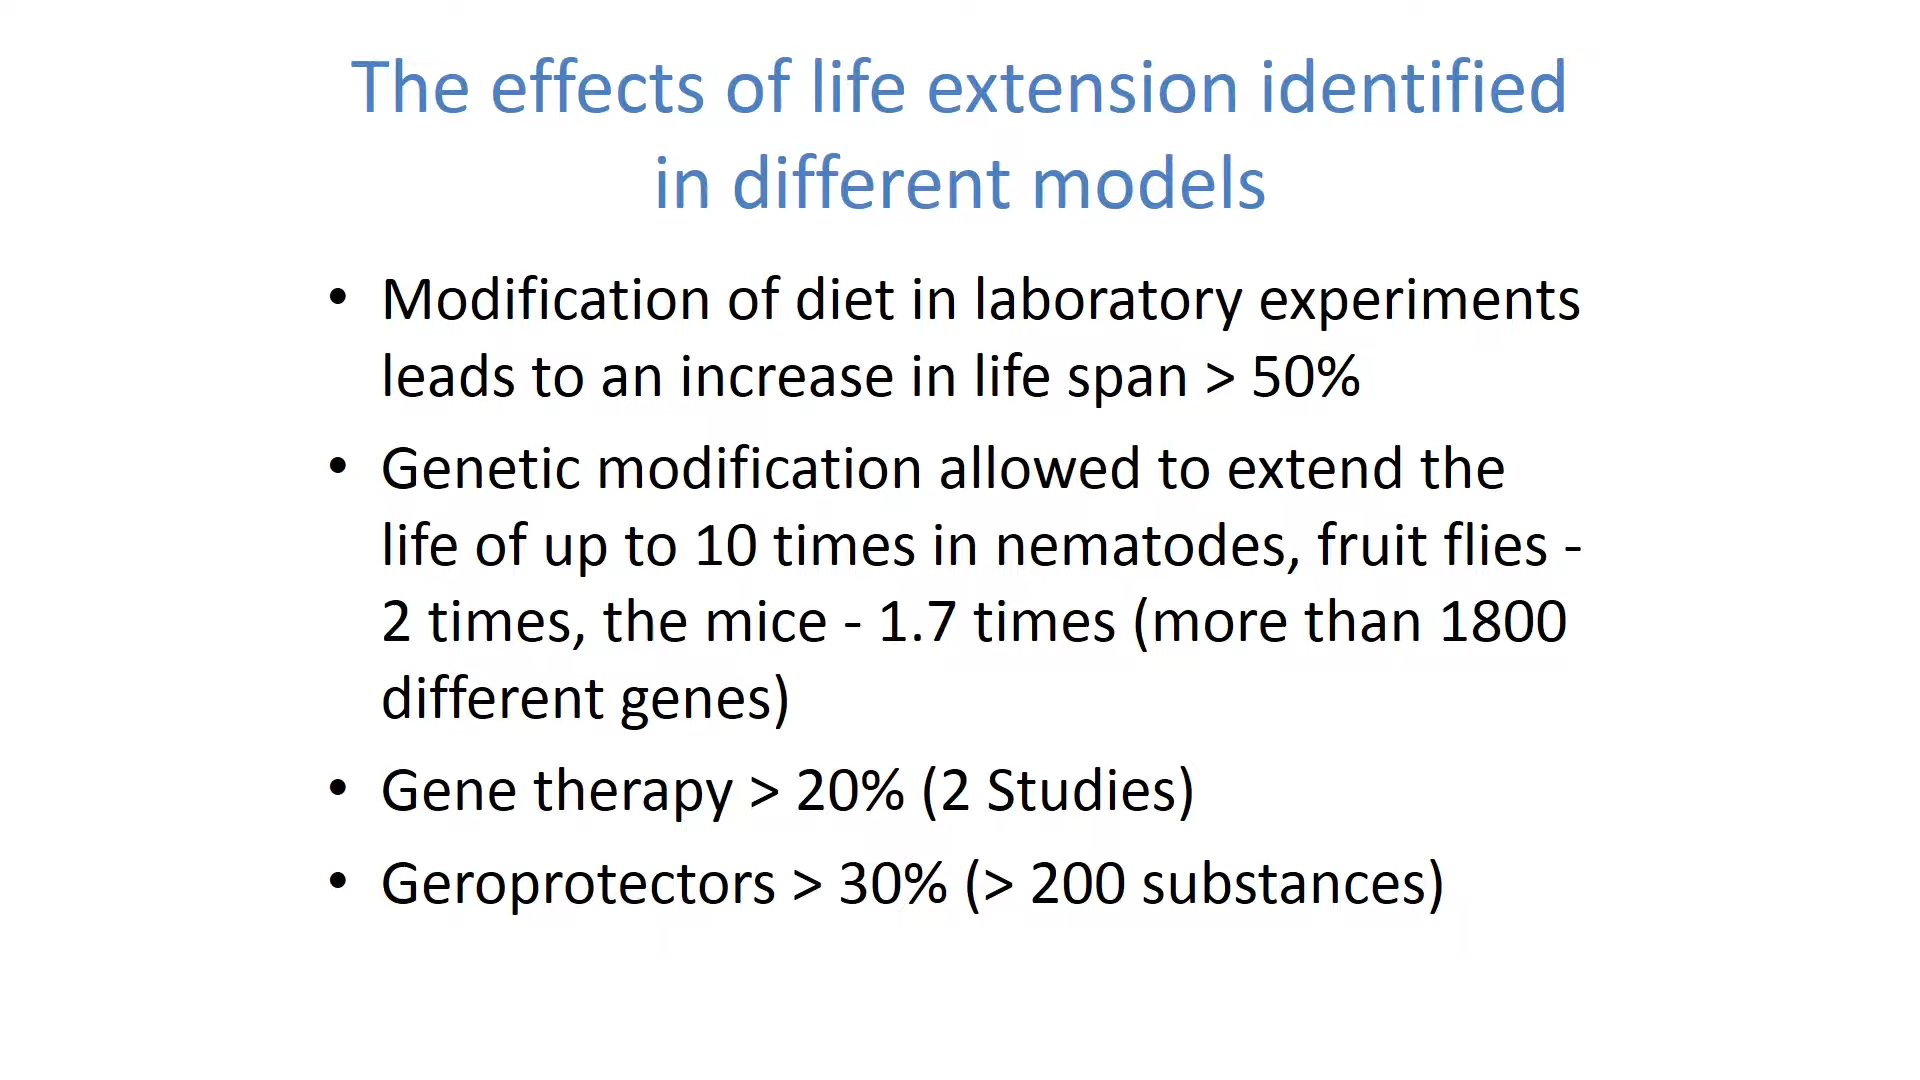 The effects of life extension identified
in different models
• Modification of diet in laboratory experiments
leads to an increase in life span > 50%
• Genetic modification allowed to extend the
life of up to 10 times in nematodes, fruit flies -
2 times, the mice - 1.7 times (more than 1800
different genes)
• Gene therapy > 20% (2 Studies)
• Geroprotectors > 30% (> 200 substances)